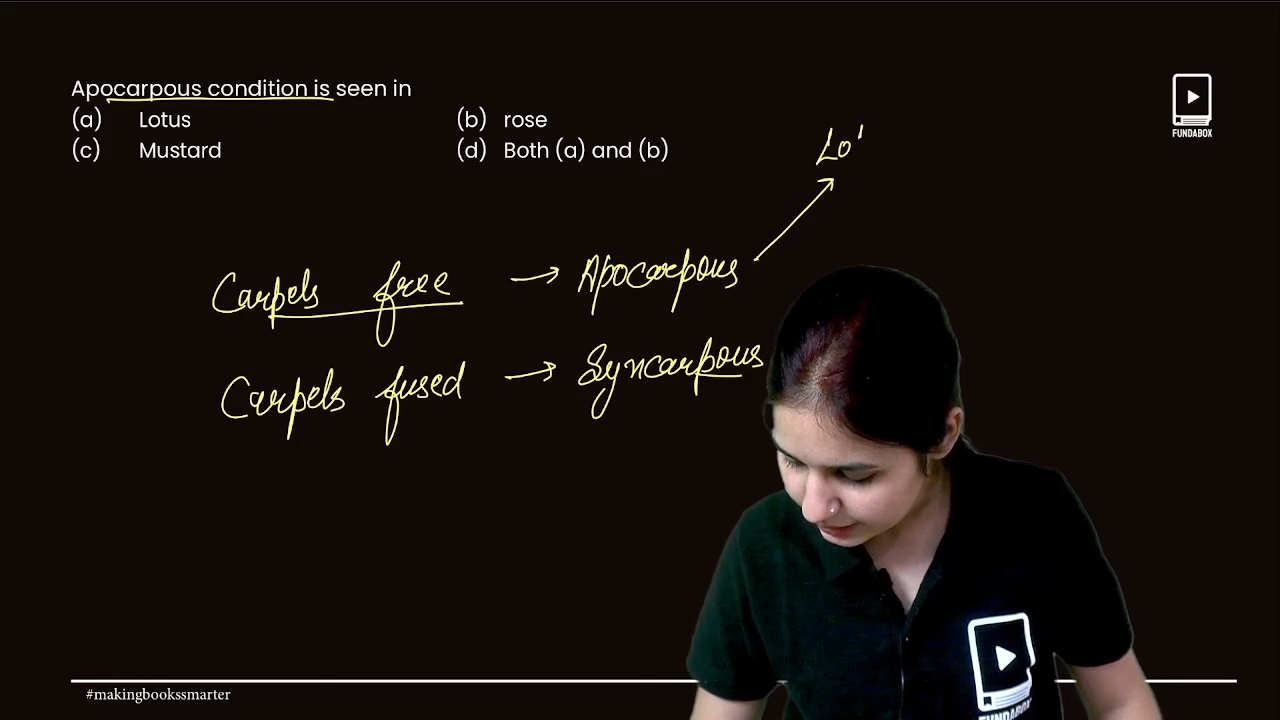 Apocarpous condition is seen in
(a) Lotus (b) rose
(c) Mustard (d) Both (a) and (b)
FUNDABOX
Lo'
Carpels free → Apocarpous
Carpels fused → Syncarpous
FUNDABOX
#makingbookssmarter